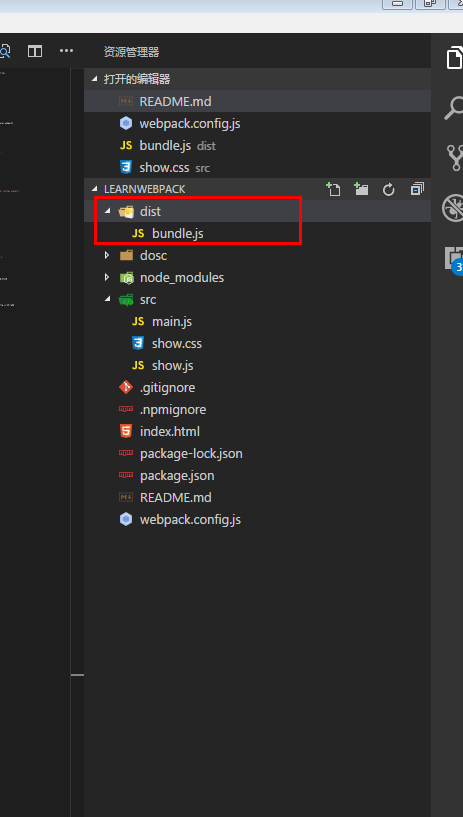 资源管理器
打开的编辑器
README.md
webpack.config.js
JS bundle.js dist
show.css src
LEARNWEBPACK
dist
JS bundle.js
dosc
node_modules
src
JS main.js
show.css
JS show.js
.gitignore
.npmignore
index.html
package-lock.json
package.json
README.md
webpack.config.js
3